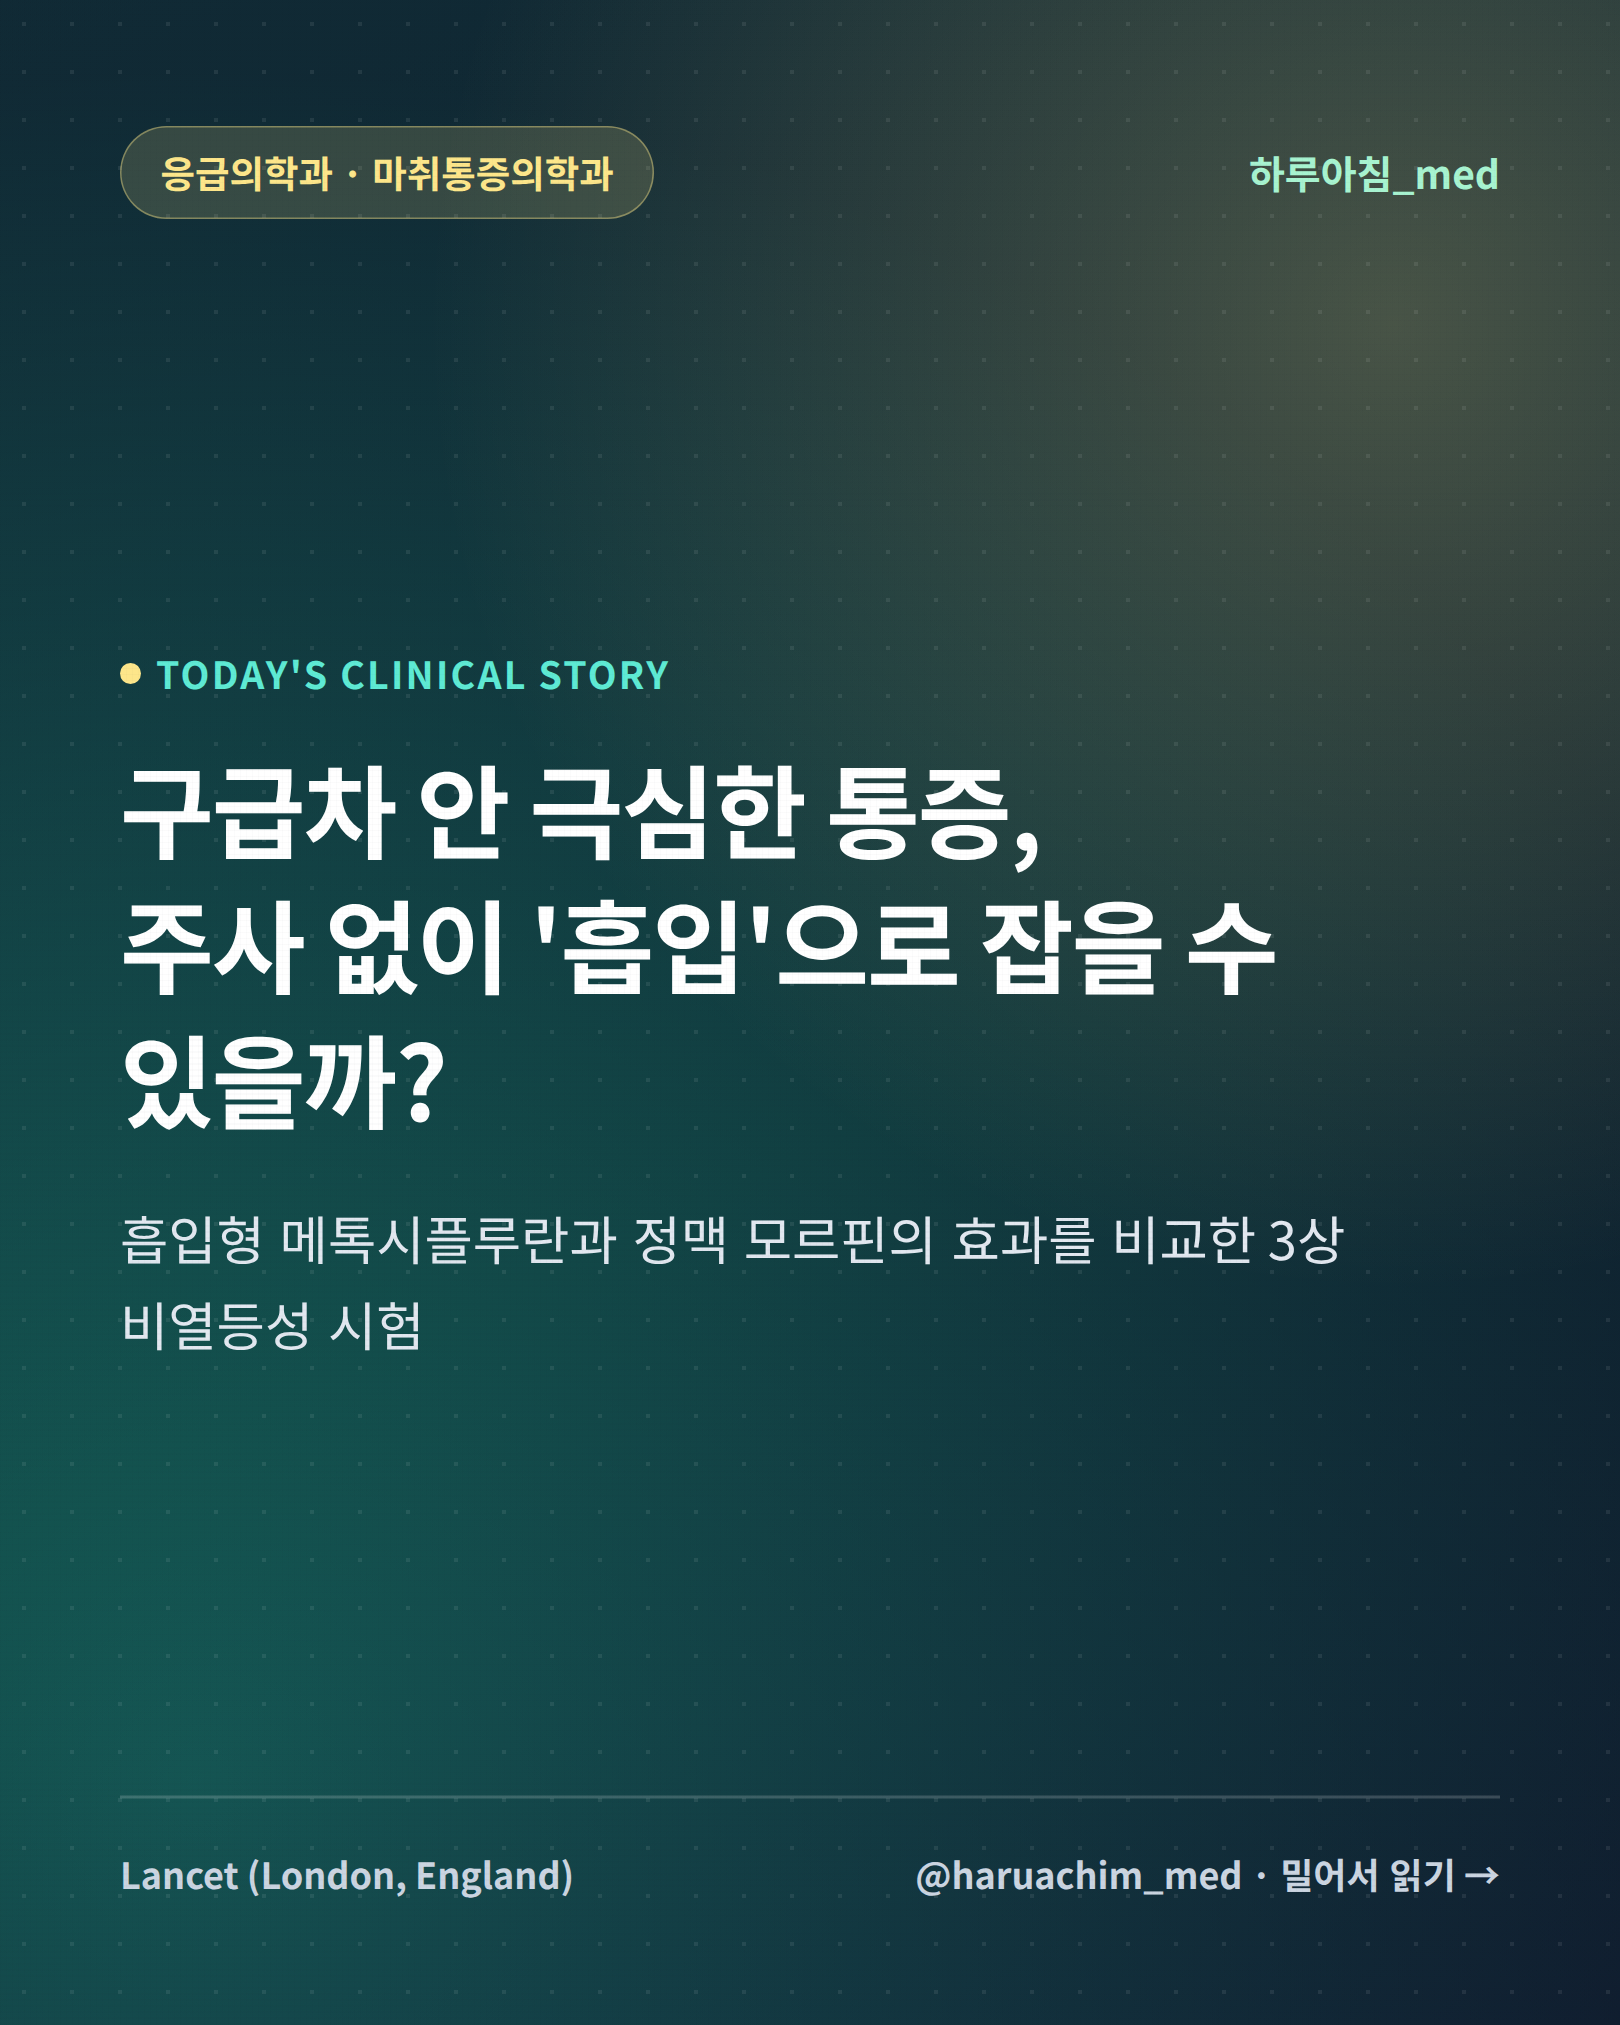 응급의학과 · 마취통증의학과
하루아침_med
TODAY'S CLINICAL STORY
구급차 안 극심한 통증,
주사 없이 '흡입'으로 잡을 수
있을까?
흡입형 메톡시플루란과 정맥 모르핀의 효과를 비교한 3상
비열등성 시험
Lancet (London, England)
@haruachim_med · 밀어서 읽기 →